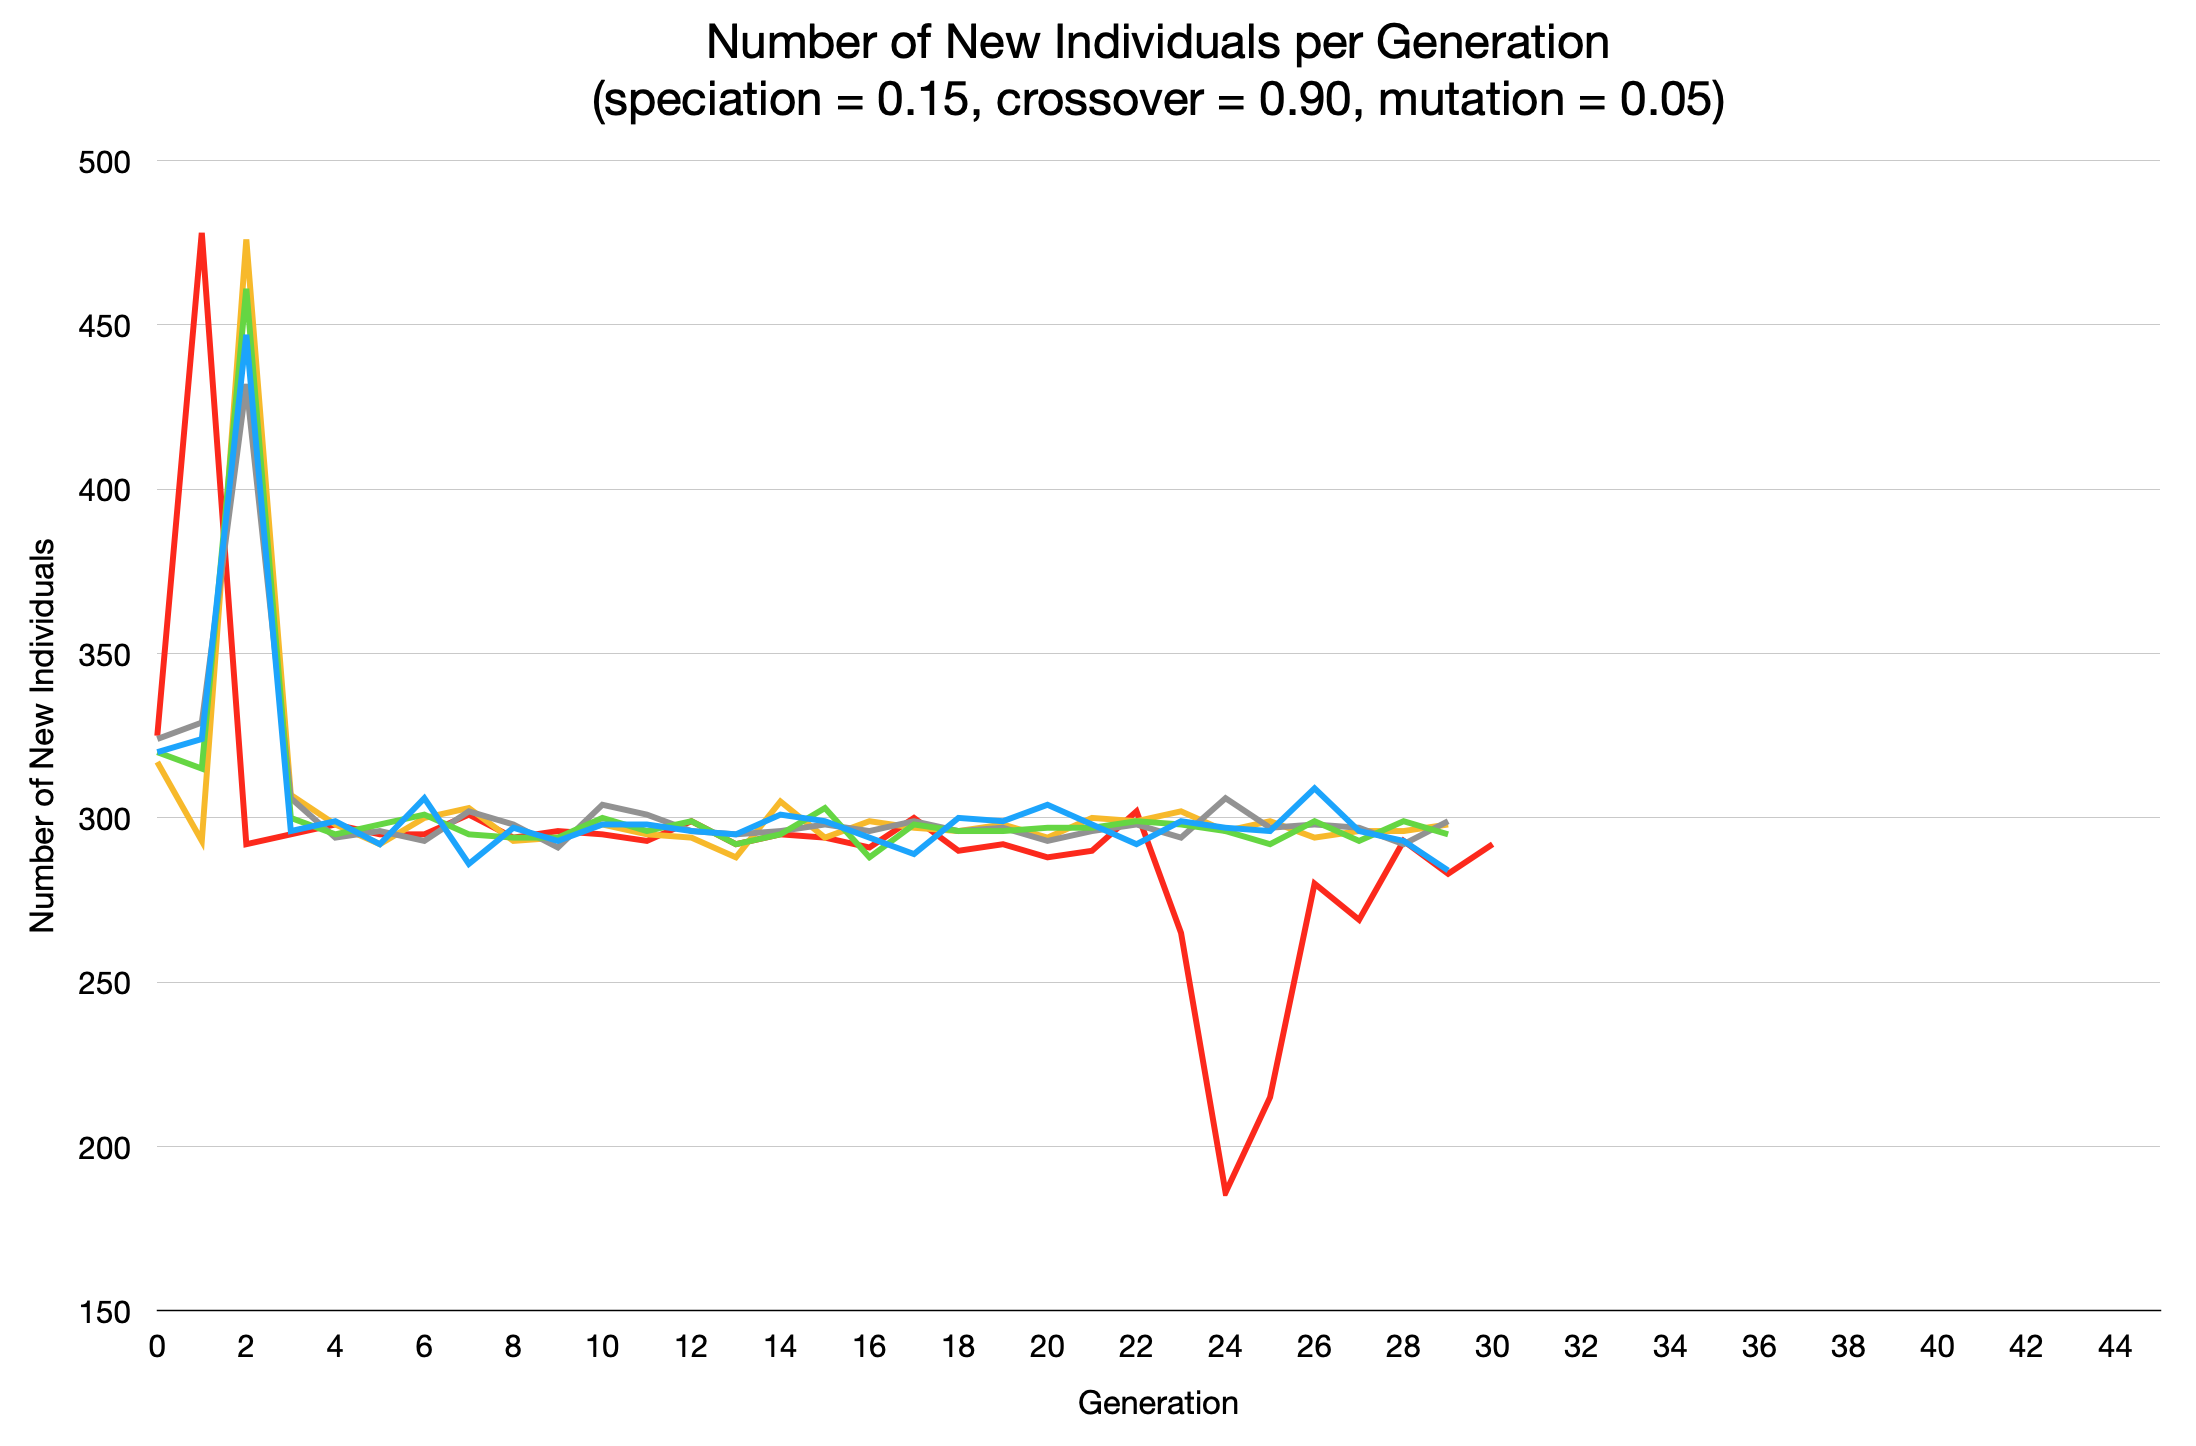 Number of New Individuals per Generation
(speciation = 0.15, crossover = 0.90, mutation = 0.05)
500
450
400
350
300
250
200
150
Number of New Individuals
0 2 4 6 8 10 12 14 16 18 20 22 24 26 28 30 32 34 36 38 40 42 44
Generation